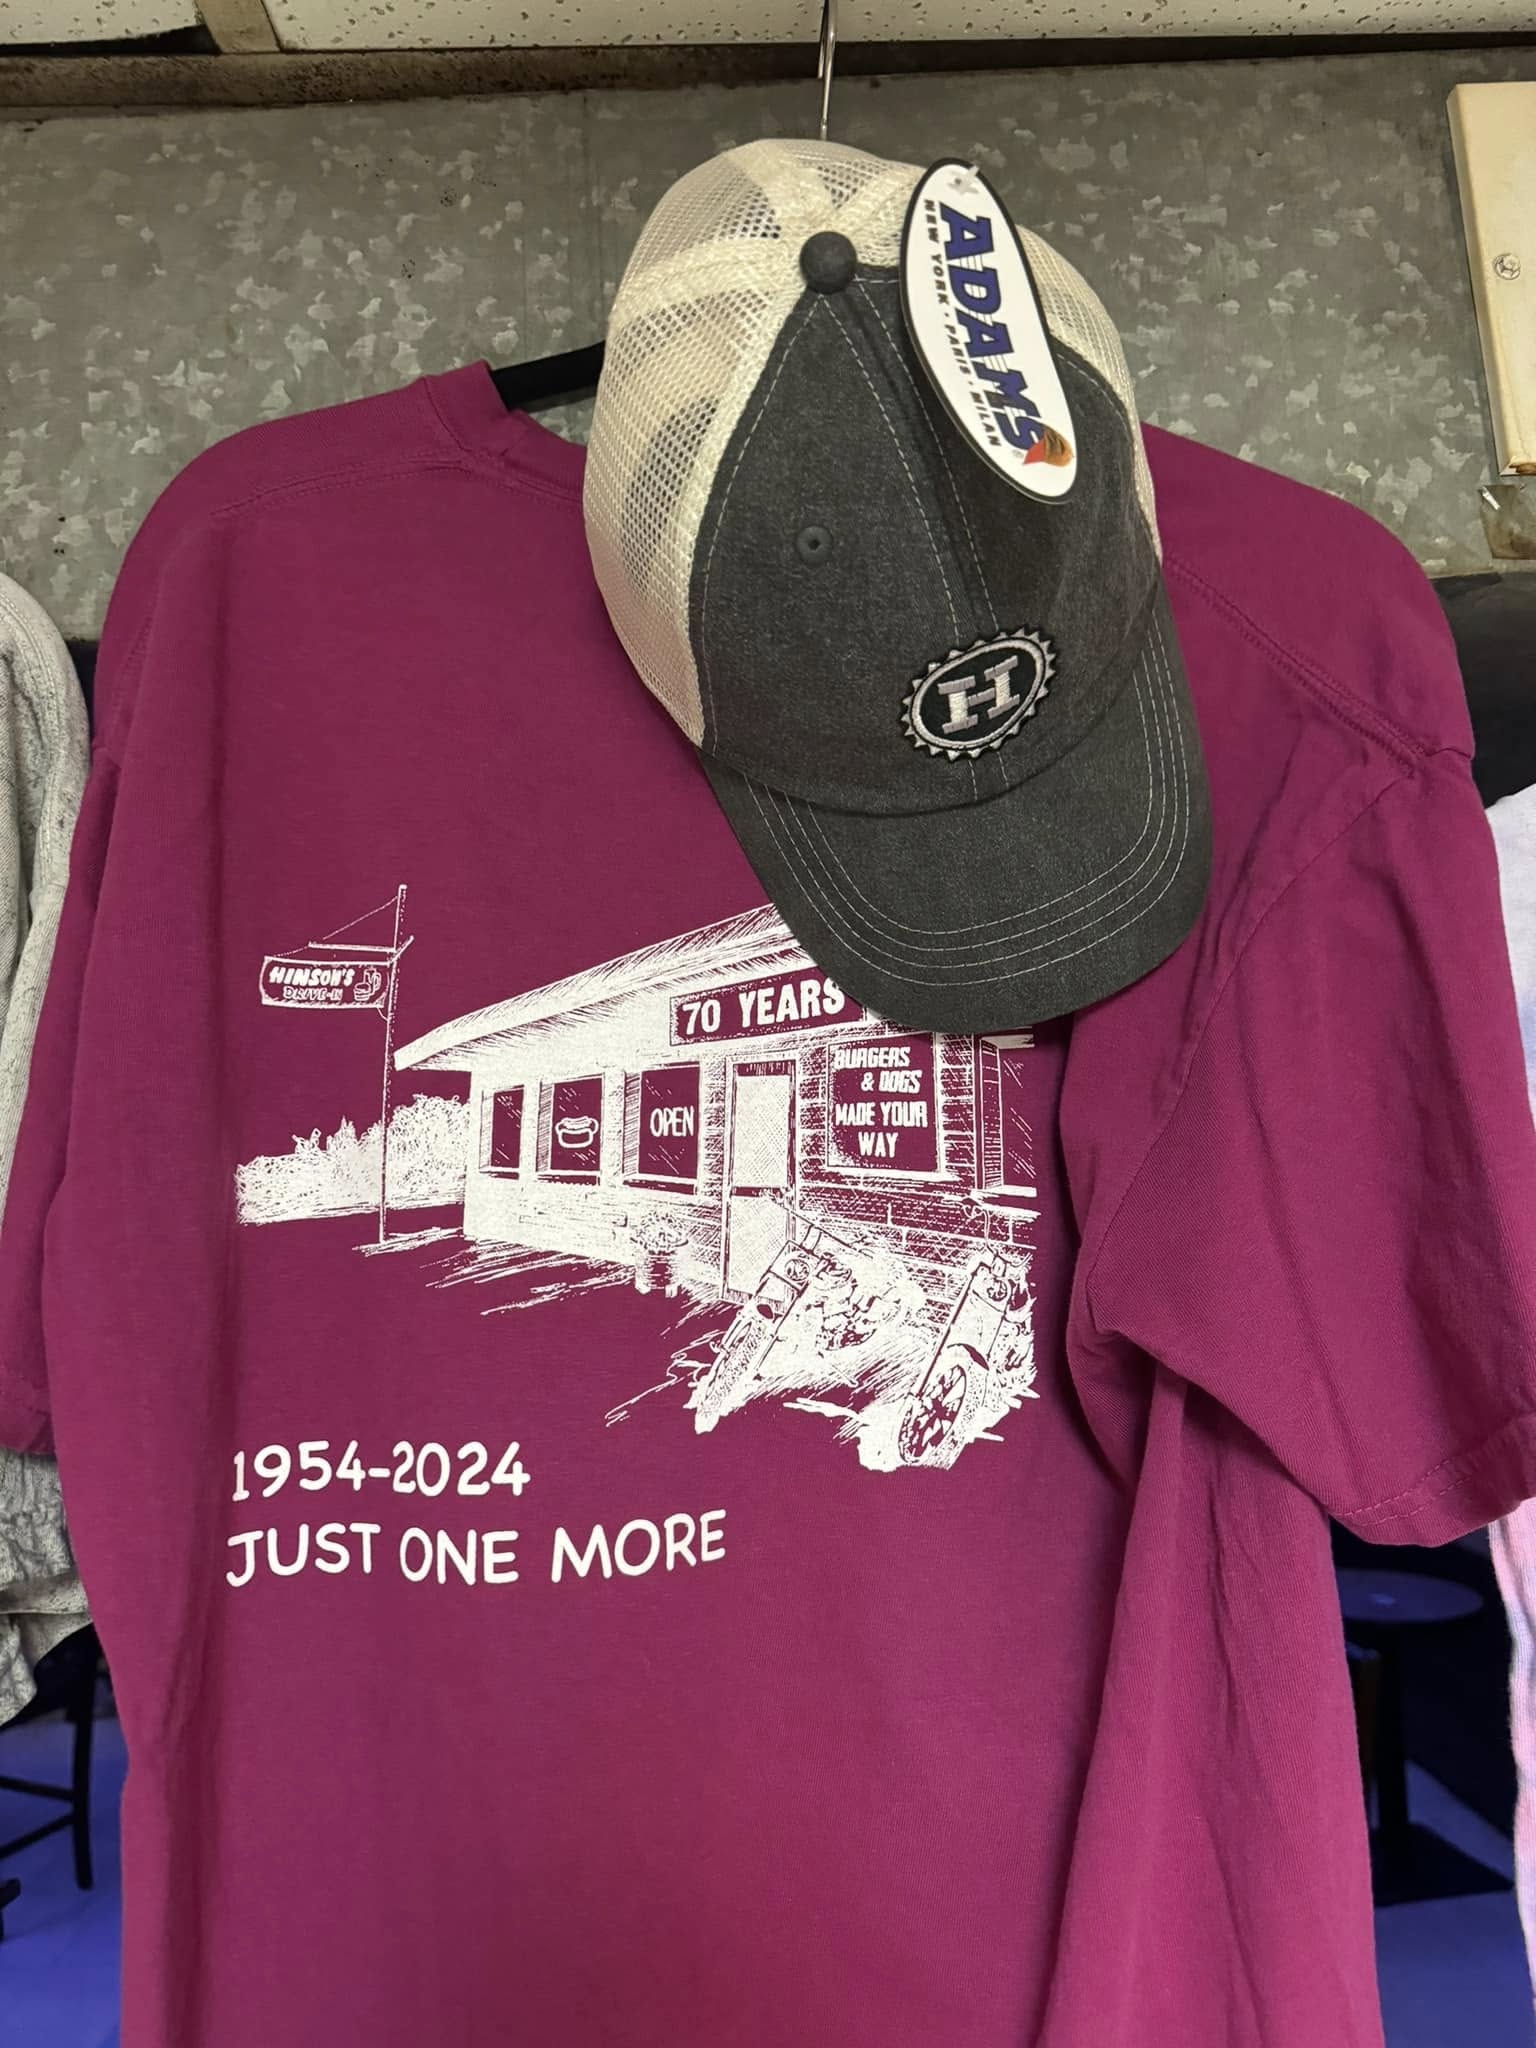 ADAMS
NEW YORK · PARIS · MILAN
H
HINSON'S
DRIVE-IN
70 YEARS
OPEN
BURGERS
& DOGS
MADE YOUR
WAY
1954-2024
JUST ONE MORE